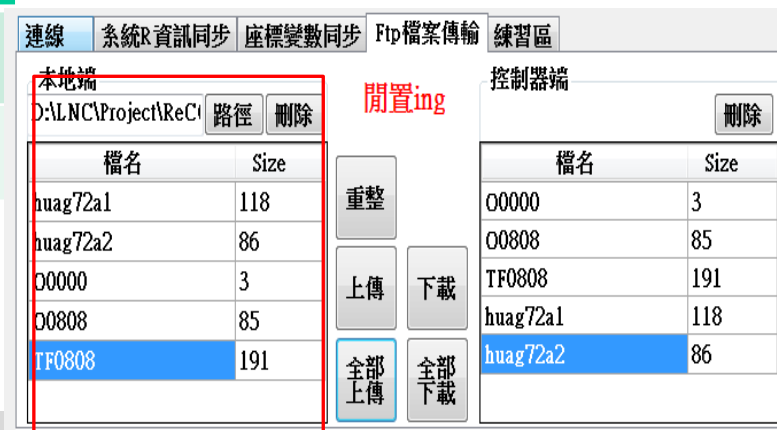 連線 系統R資訊同步 座標變數同步 Ftp檔案傳輸 練習區
本地端
D:\LNC\Project\ReC 路徑 刪除
閒置ing
控制器端
刪除
檔名 Size
huag72a1 118
huag72a2 86
O0000 3
O0808 85
TF0808 191
重整
上傳 下載
全部上傳 全部下載
檔名 Size
O0000 3
O0808 85
TF0808 191
huag72a1 118
huag72a2 86